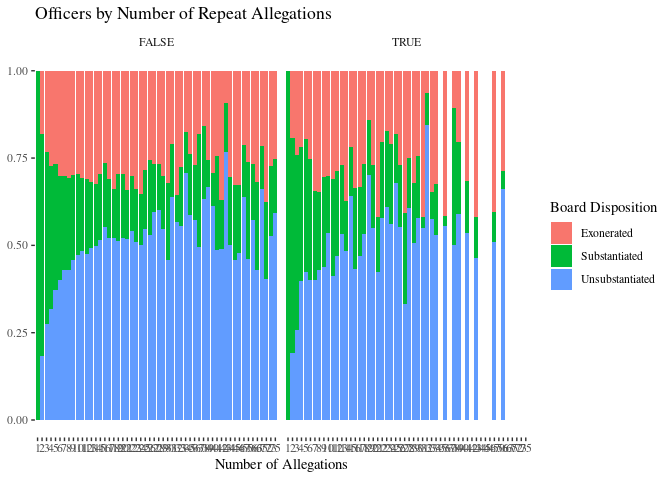 Officers by Number of Repeat Allegations
FALSE
TRUE
1.00
0.75
0.50
0.25
0.00
Number of Allegations
Board Disposition
Exonerated
Substantiated
Unsubstantiated